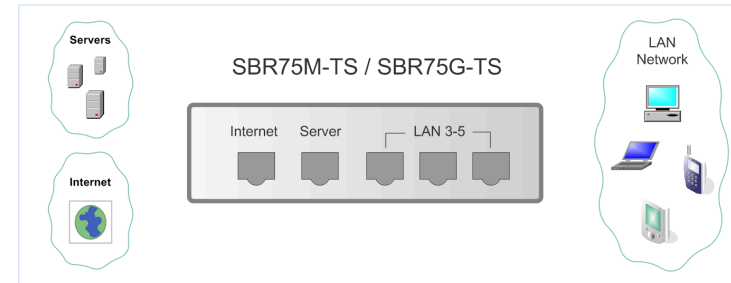 Servers
SBR75M-TS / SBR75G-TS
LAN
Network
Internet
Server
LAN 3-5
Internet